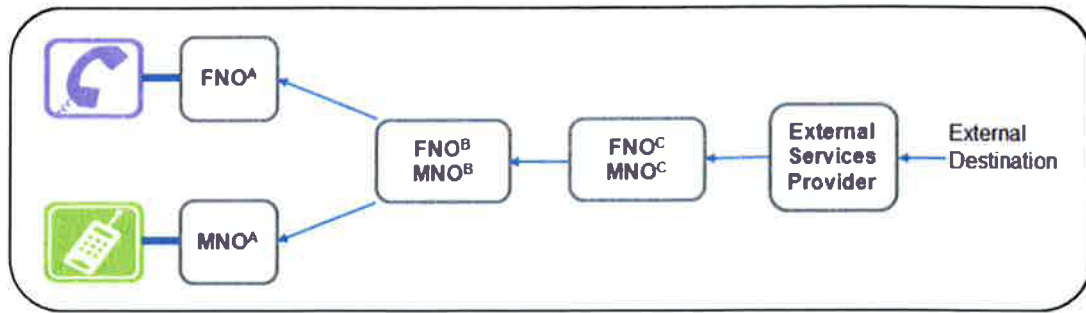 FNOᴬ
FNOᴮ
MNOᴮ
FNOᶜ
MNOᶜ
External
Services
Provider
External
Destination
MNOᴬ